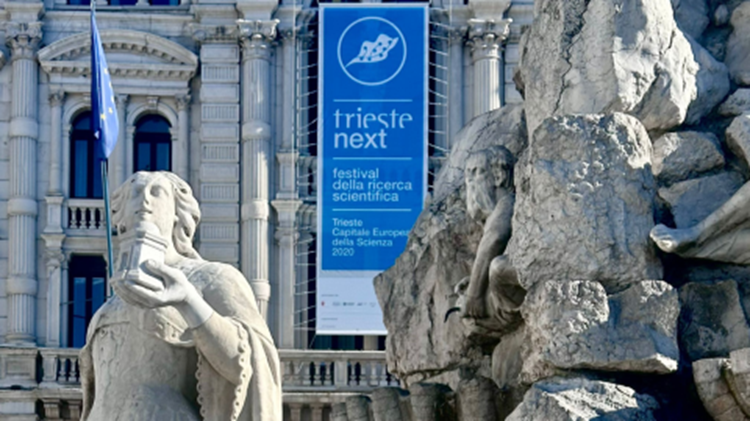 trieste
next
festival
della ricerca
scientifica
Trieste
Capitale Europea
della Scienza
2020